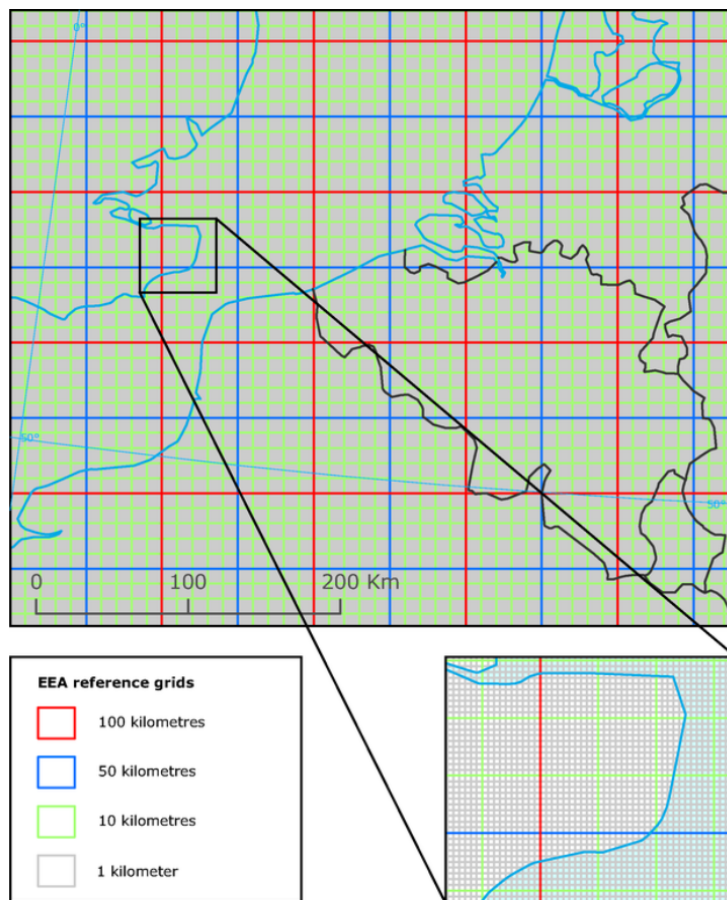 0°
50°
50°
0 100 200 Km
EEA reference grids
100 kilometres
50 kilometres
10 kilometres
1 kilometer